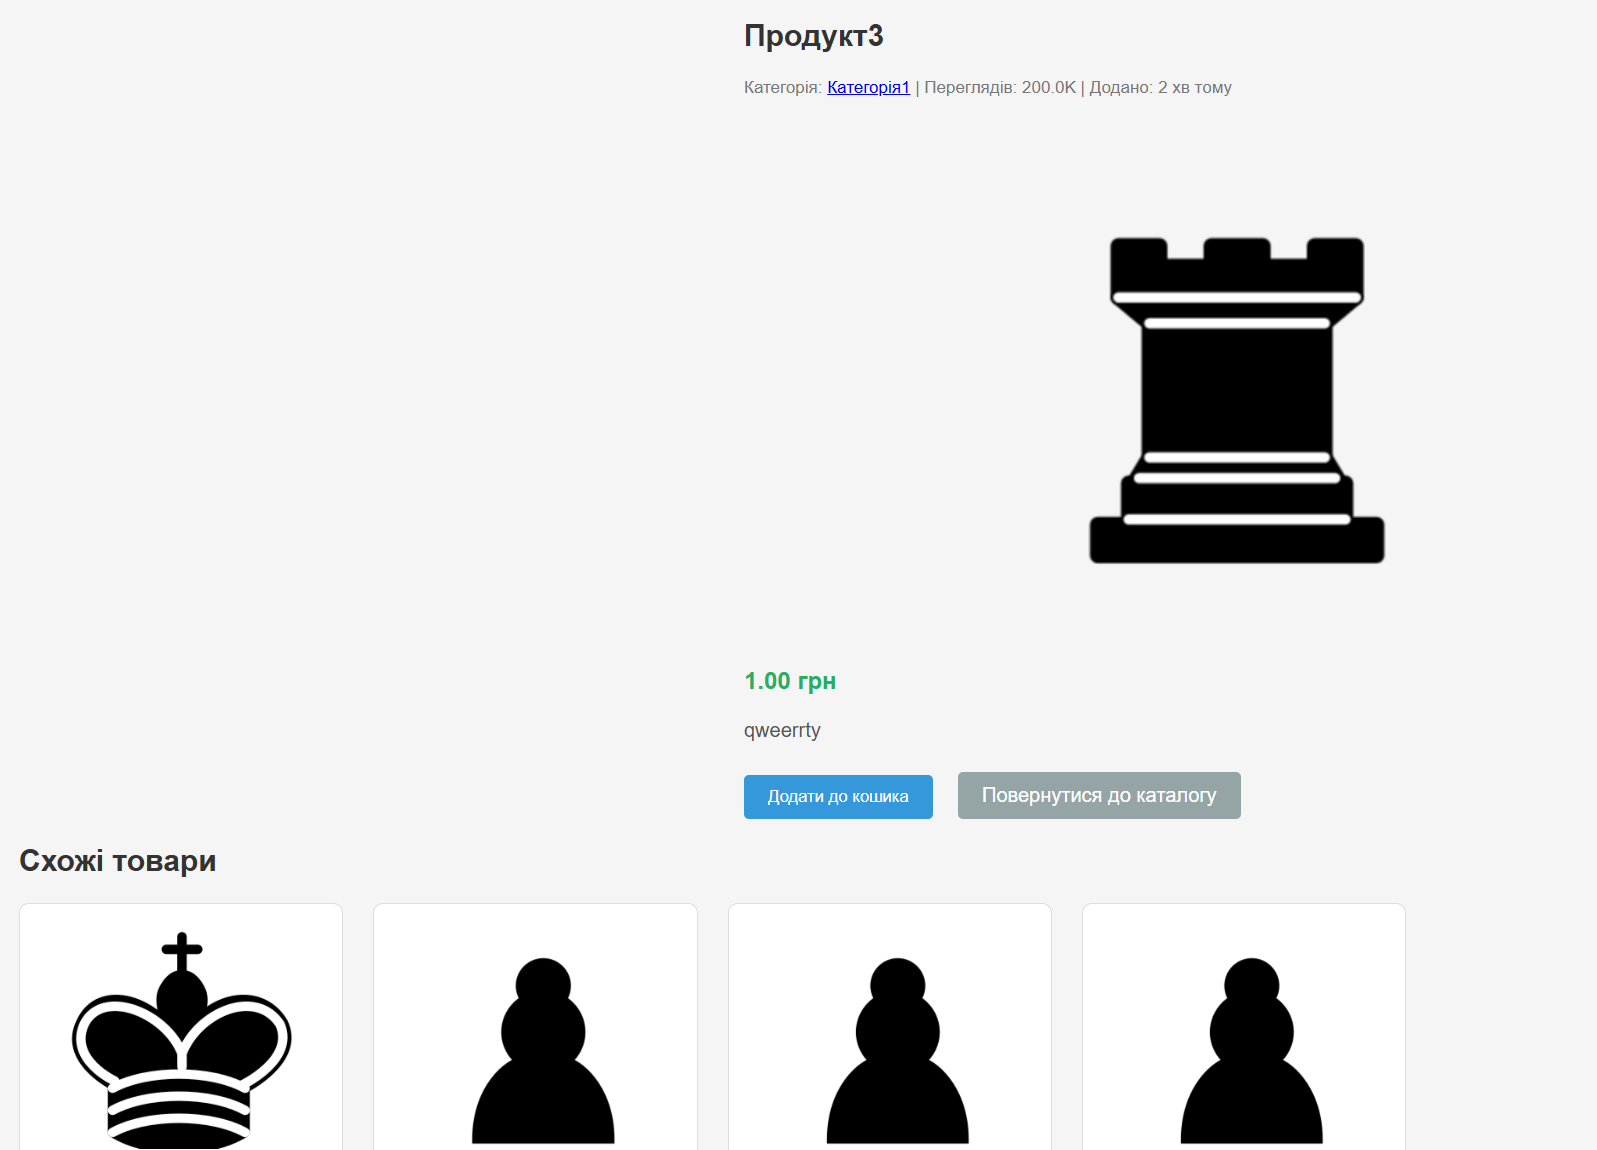 Продукт3
Категорія: Категорія1 | Переглядів: 200.0K | Додано: 2 хв тому
1.00 грн
qweerrty
Додати до кошика
Повернутися до каталогу
Схожі товари